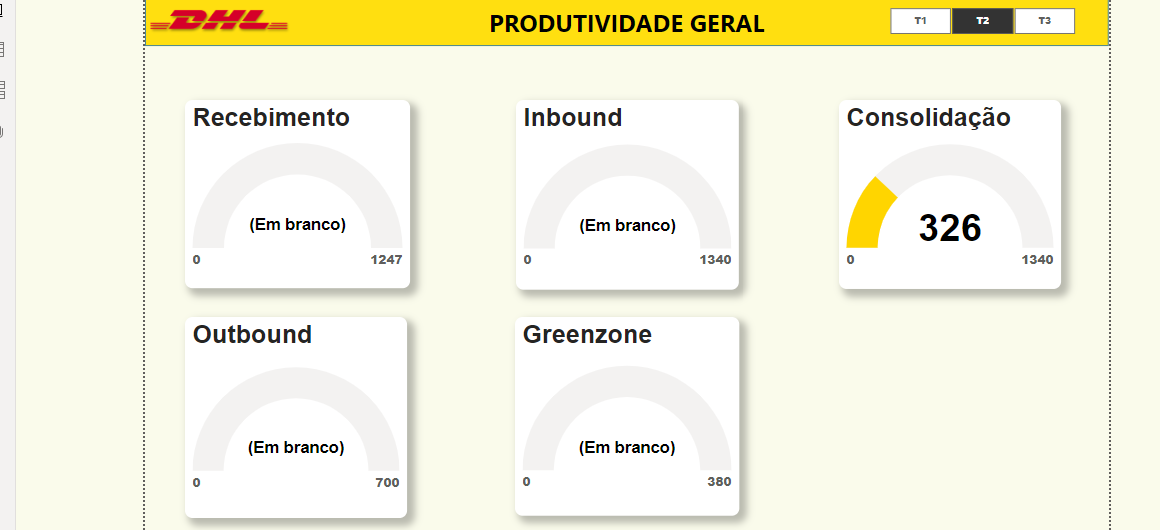 DHL
PRODUTIVIDADE GERAL
T1
T2
T3
Recebimento
(Em branco)
0
1247
Inbound
(Em branco)
0
1340
Consolidação
326
0
1340
Outbound
(Em branco)
0
700
Greenzone
(Em branco)
0
380